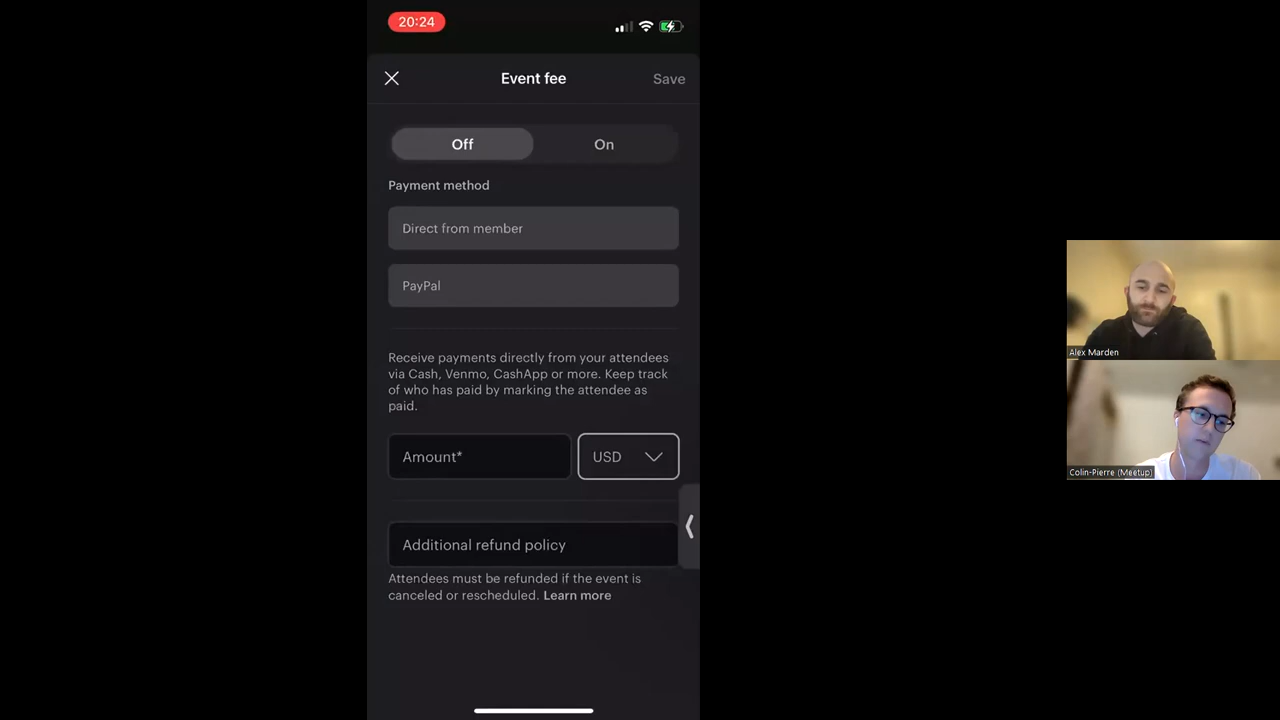 20:24
Event fee
Save
Off
On
Payment method
Direct from member
PayPal
Receive payments directly from your attendees
via Cash, Venmo, CashApp or more. Keep track
of who has paid by marking the attendee as
paid.
Amount*
USD
Additional refund policy
Attendees must be refunded if the event is
canceled or rescheduled. Learn more
Alex Marden
Colin-Pierre (Meetup)